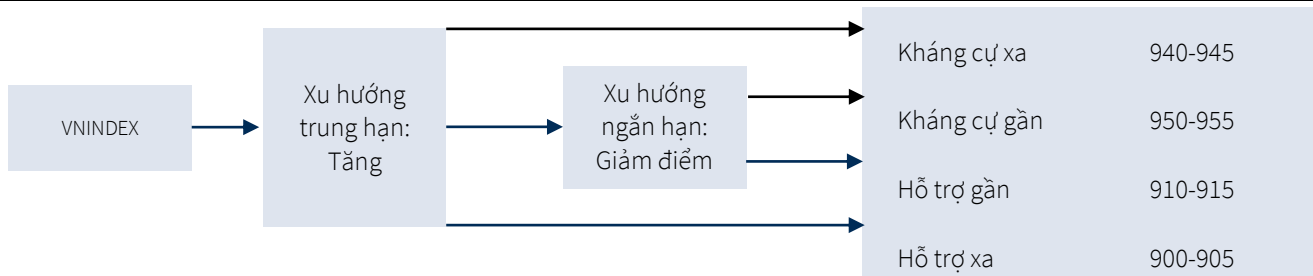 VNINDEX
Xu hướng
trung hạn:
Tăng
Xu hướng
ngắn hạn:
Giảm điểm
Kháng cự xa 940-945
Kháng cự gần 950-955
Hỗ trợ gần 910-915
Hỗ trợ xa 900-905